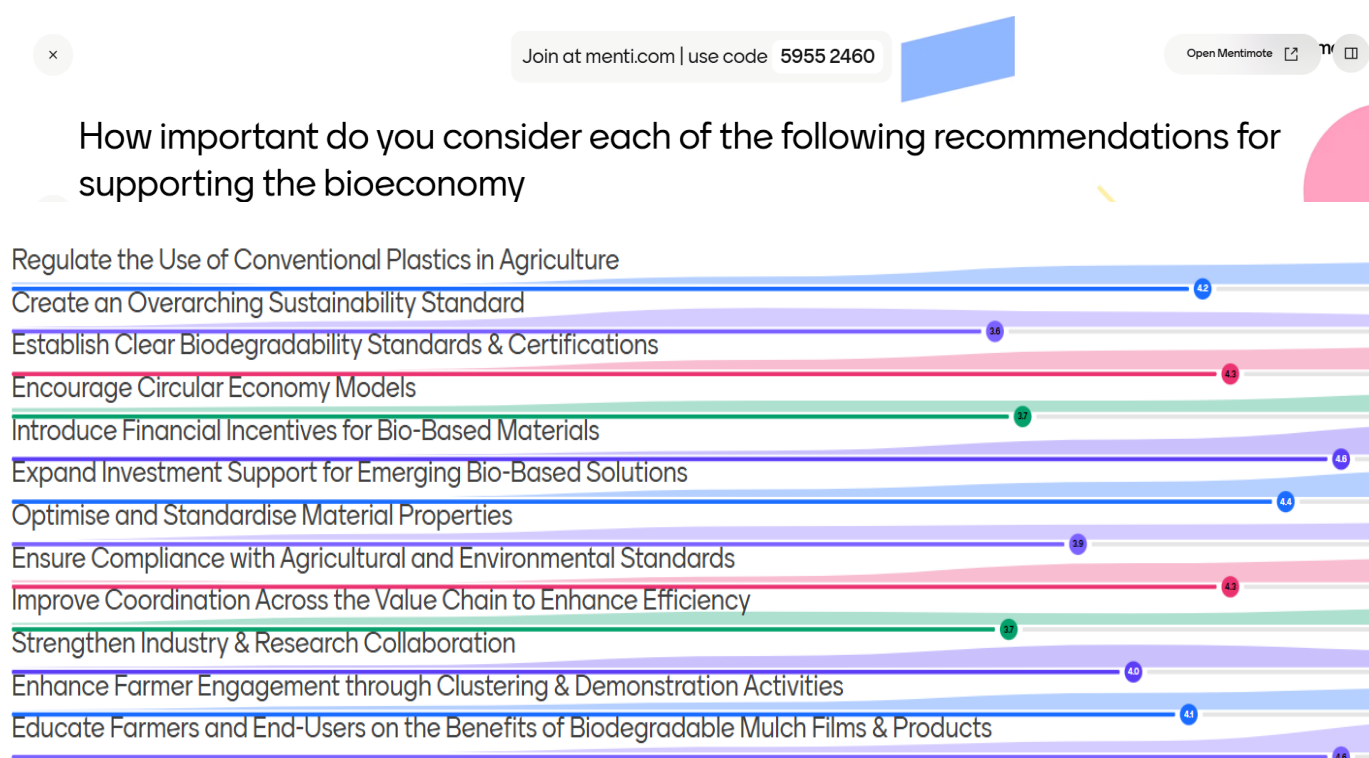 Join at menti.com | use code 5955 2460
Open Mentimote
How important do you consider each of the following recommendations for
supporting the bioeconomy
Regulate the Use of Conventional Plastics in Agriculture
4.2
Create an Overarching Sustainability Standard
3.6
Establish Clear Biodegradability Standards & Certifications
4.3
Encourage Circular Economy Models
3.7
Introduce Financial Incentives for Bio-Based Materials
4.6
Expand Investment Support for Emerging Bio-Based Solutions
4.4
Optimise and Standardise Material Properties
3.9
Ensure Compliance with Agricultural and Environmental Standards
4.3
Improve Coordination Across the Value Chain to Enhance Efficiency
3.7
Strengthen Industry & Research Collaboration
4.0
Enhance Farmer Engagement through Clustering & Demonstration Activities
4.1
Educate Farmers and End-Users on the Benefits of Biodegradable Mulch Films & Products